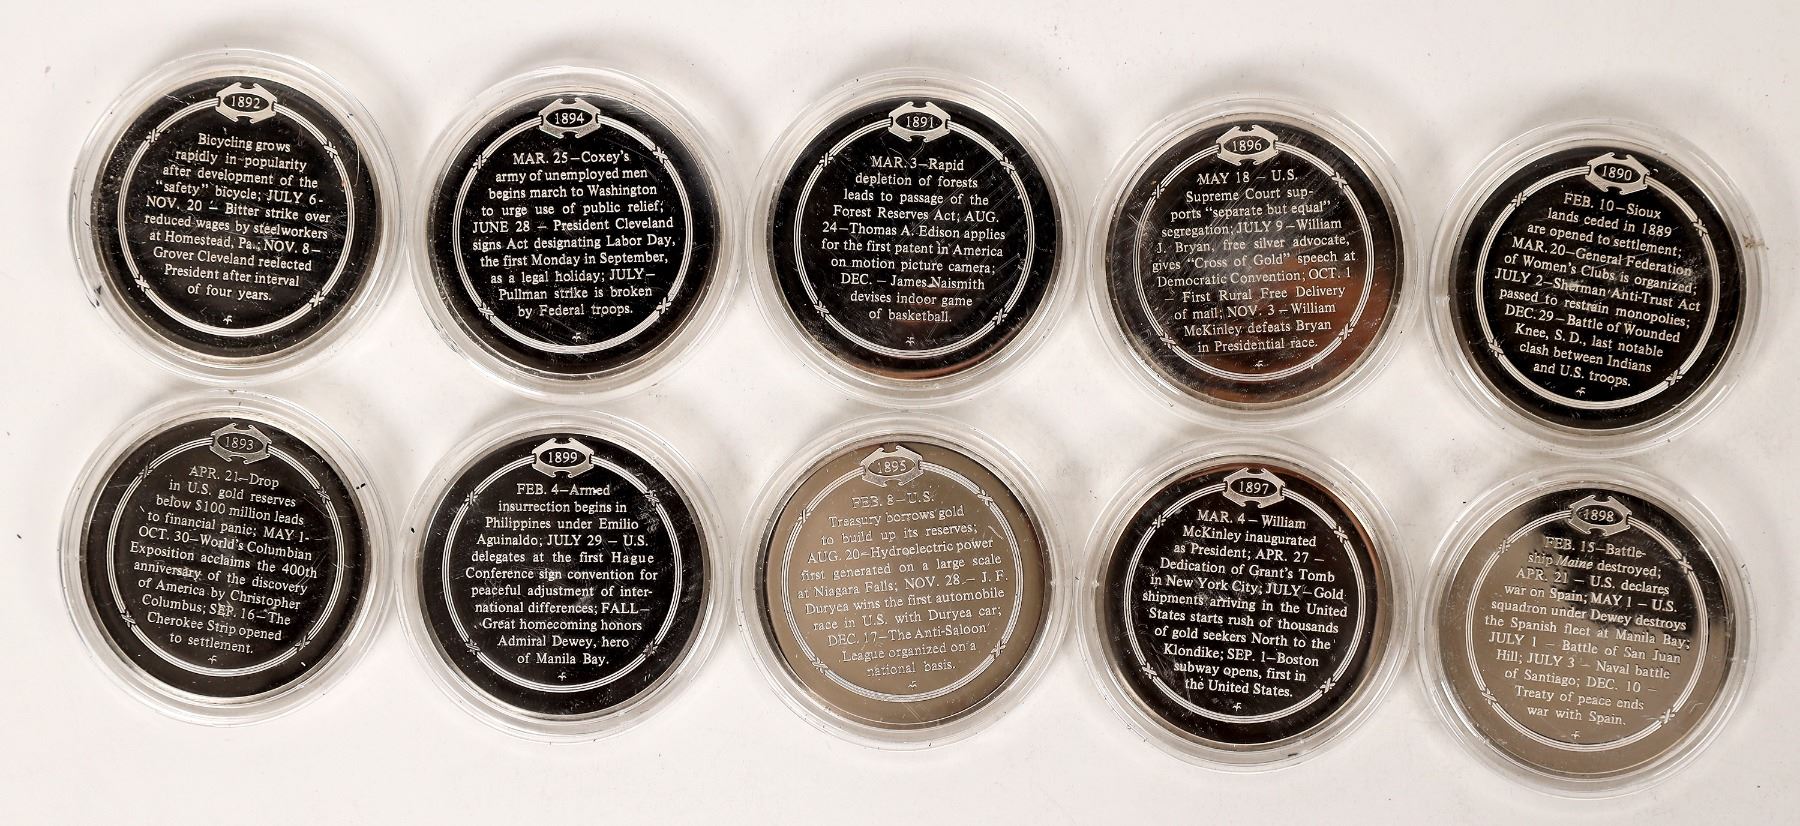 1892
Bicycling grows
rapidly in popularity
after development of the
"safety" bicycle; JULY 6-
NOV. 20 – Bitter strike over
reduced wages by steelworkers
at Homestead, Pa.; NOV. 8–
Grover Cleveland reelected
President after interval
of four years.
1894
MAR. 25–Coxey's
army of unemployed men
begins march to Washington
to urge use of public relief;
JUNE 28 – President Cleveland
signs Act designating Labor Day,
the first Monday in September,
as a legal holiday; JULY–
Pullman strike is broken
by Federal troops.
1891
MAR. 3–Rapid
depletion of forests
leads to passage of the
Forest Reserves Act; AUG.
24–Thomas A. Edison applies
for the first patent in America
on motion picture camera;
DEC. – James Naismith
devises indoor game
of basketball.
1896
MAY 18 – U.S.
Supreme Court sup-
ports "separate but equal"
segregation; JULY 9–William
J. Bryan, free silver advocate,
gives "Cross of Gold" speech at
Democratic Convention; OCT. 1
– First Rural Free Delivery
of mail; NOV. 3–William
McKinley defeats Bryan
in Presidential race.
1890
FEB. 10–Sioux
lands ceded in 1889
are opened to settlement;
MAR. 20–General Federation
of Women's Clubs is organized;
JULY 2–Sherman Anti-Trust Act
passed to restrain monopolies;
DEC. 29–Battle of Wounded
Knee, S. D., last notable
clash between Indians
and U.S. troops.
1893
APR. 21–Drop
in U.S. gold reserves
below $100 million leads
to financial panic; MAY 1-
OCT. 30–World's Columbian
Exposition acclaims the 400th
anniversary of the discovery
of America by Christopher
Columbus; SEP. 16–The
Cherokee Strip opened
to settlement.
1899
FEB. 4–Armed
insurrection begins in
Philippines under Emilio
Aguinaldo; JULY 29 – U.S.
delegates at the first Hague
Conference sign convention for
peaceful adjustment of inter-
national differences; FALL–
Great homecoming honors
Admiral Dewey, hero
of Manila Bay.
1895
FEB. 8–U.S.
Treasury borrows gold
to build up its reserves;
AUG. 20–Hydroelectric power
first generated on a large scale
at Niagara Falls; NOV. 28.– J. F.
Duryea wins the first automobile
race in U.S. with Duryea car;
DEC. 17–The Anti-Saloon
League organized on a
national basis.
1897
MAR. 4–William
McKinley inaugurated
as President; APR. 27 –
Dedication of Grant's Tomb
in New York City; JULY–Gold
shipments arriving in the United
States starts rush of thousands
of gold seekers North to the
Klondike; SEP. 1–Boston
subway opens, first in
the United States.
1898
FEB. 15–Battle-
ship Maine destroyed;
APR. 21 – U.S. declares
war on Spain; MAY 1 – U.S.
squadron under Dewey destroys
the Spanish fleet at Manila Bay;
JULY 1 – Battle of San Juan
Hill; JULY 3 – Naval battle
of Santiago; DEC. 10 –
Treaty of peace ends
war with Spain.